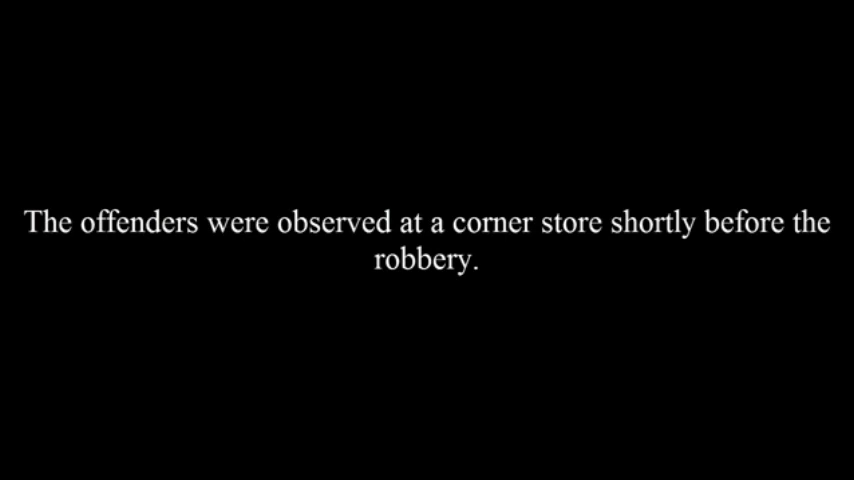 The offenders were observed at a corner store shortly before the
robbery.